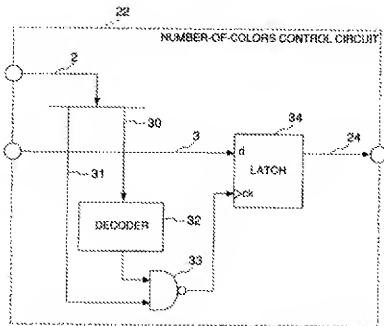 22
NUMBER-OF-COLORS CONTROL CIRCUIT
2
30
34
3
24
d
31
LATCH
ck
DECODER
32
33